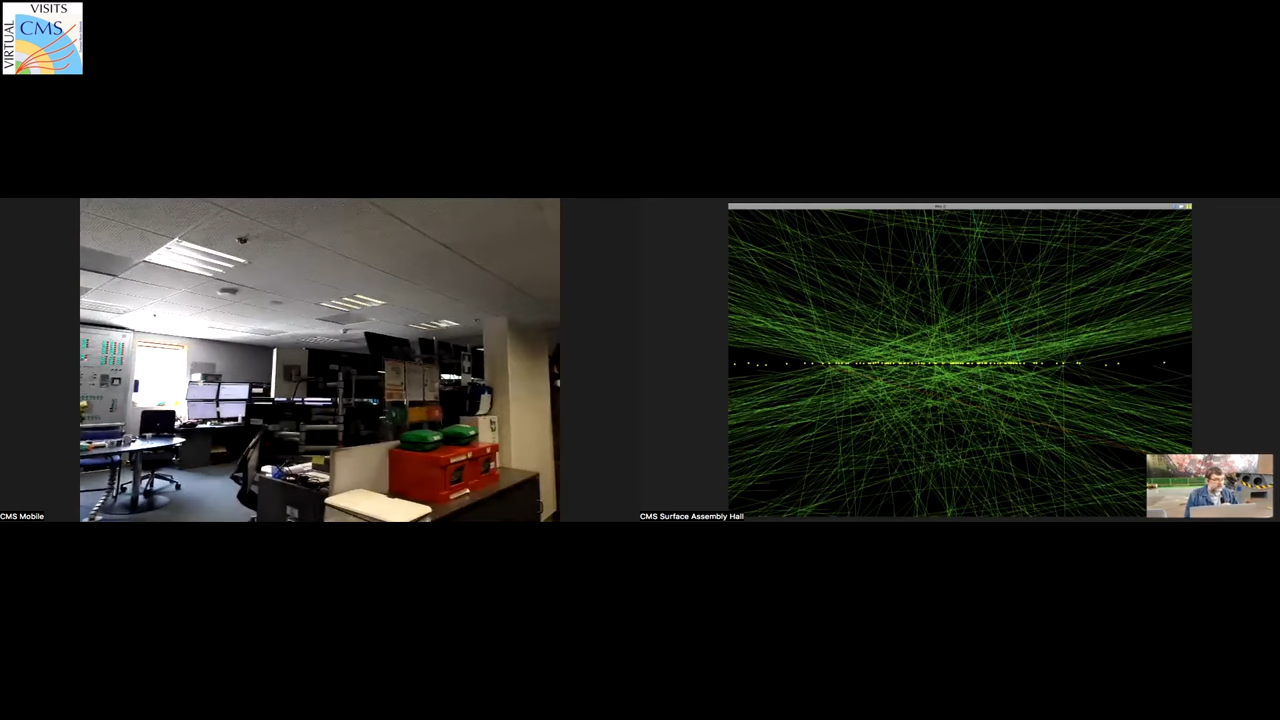 VISITS
CMS
VIRTUAL
CMS Mobile
CMS Surface Assembly Hall